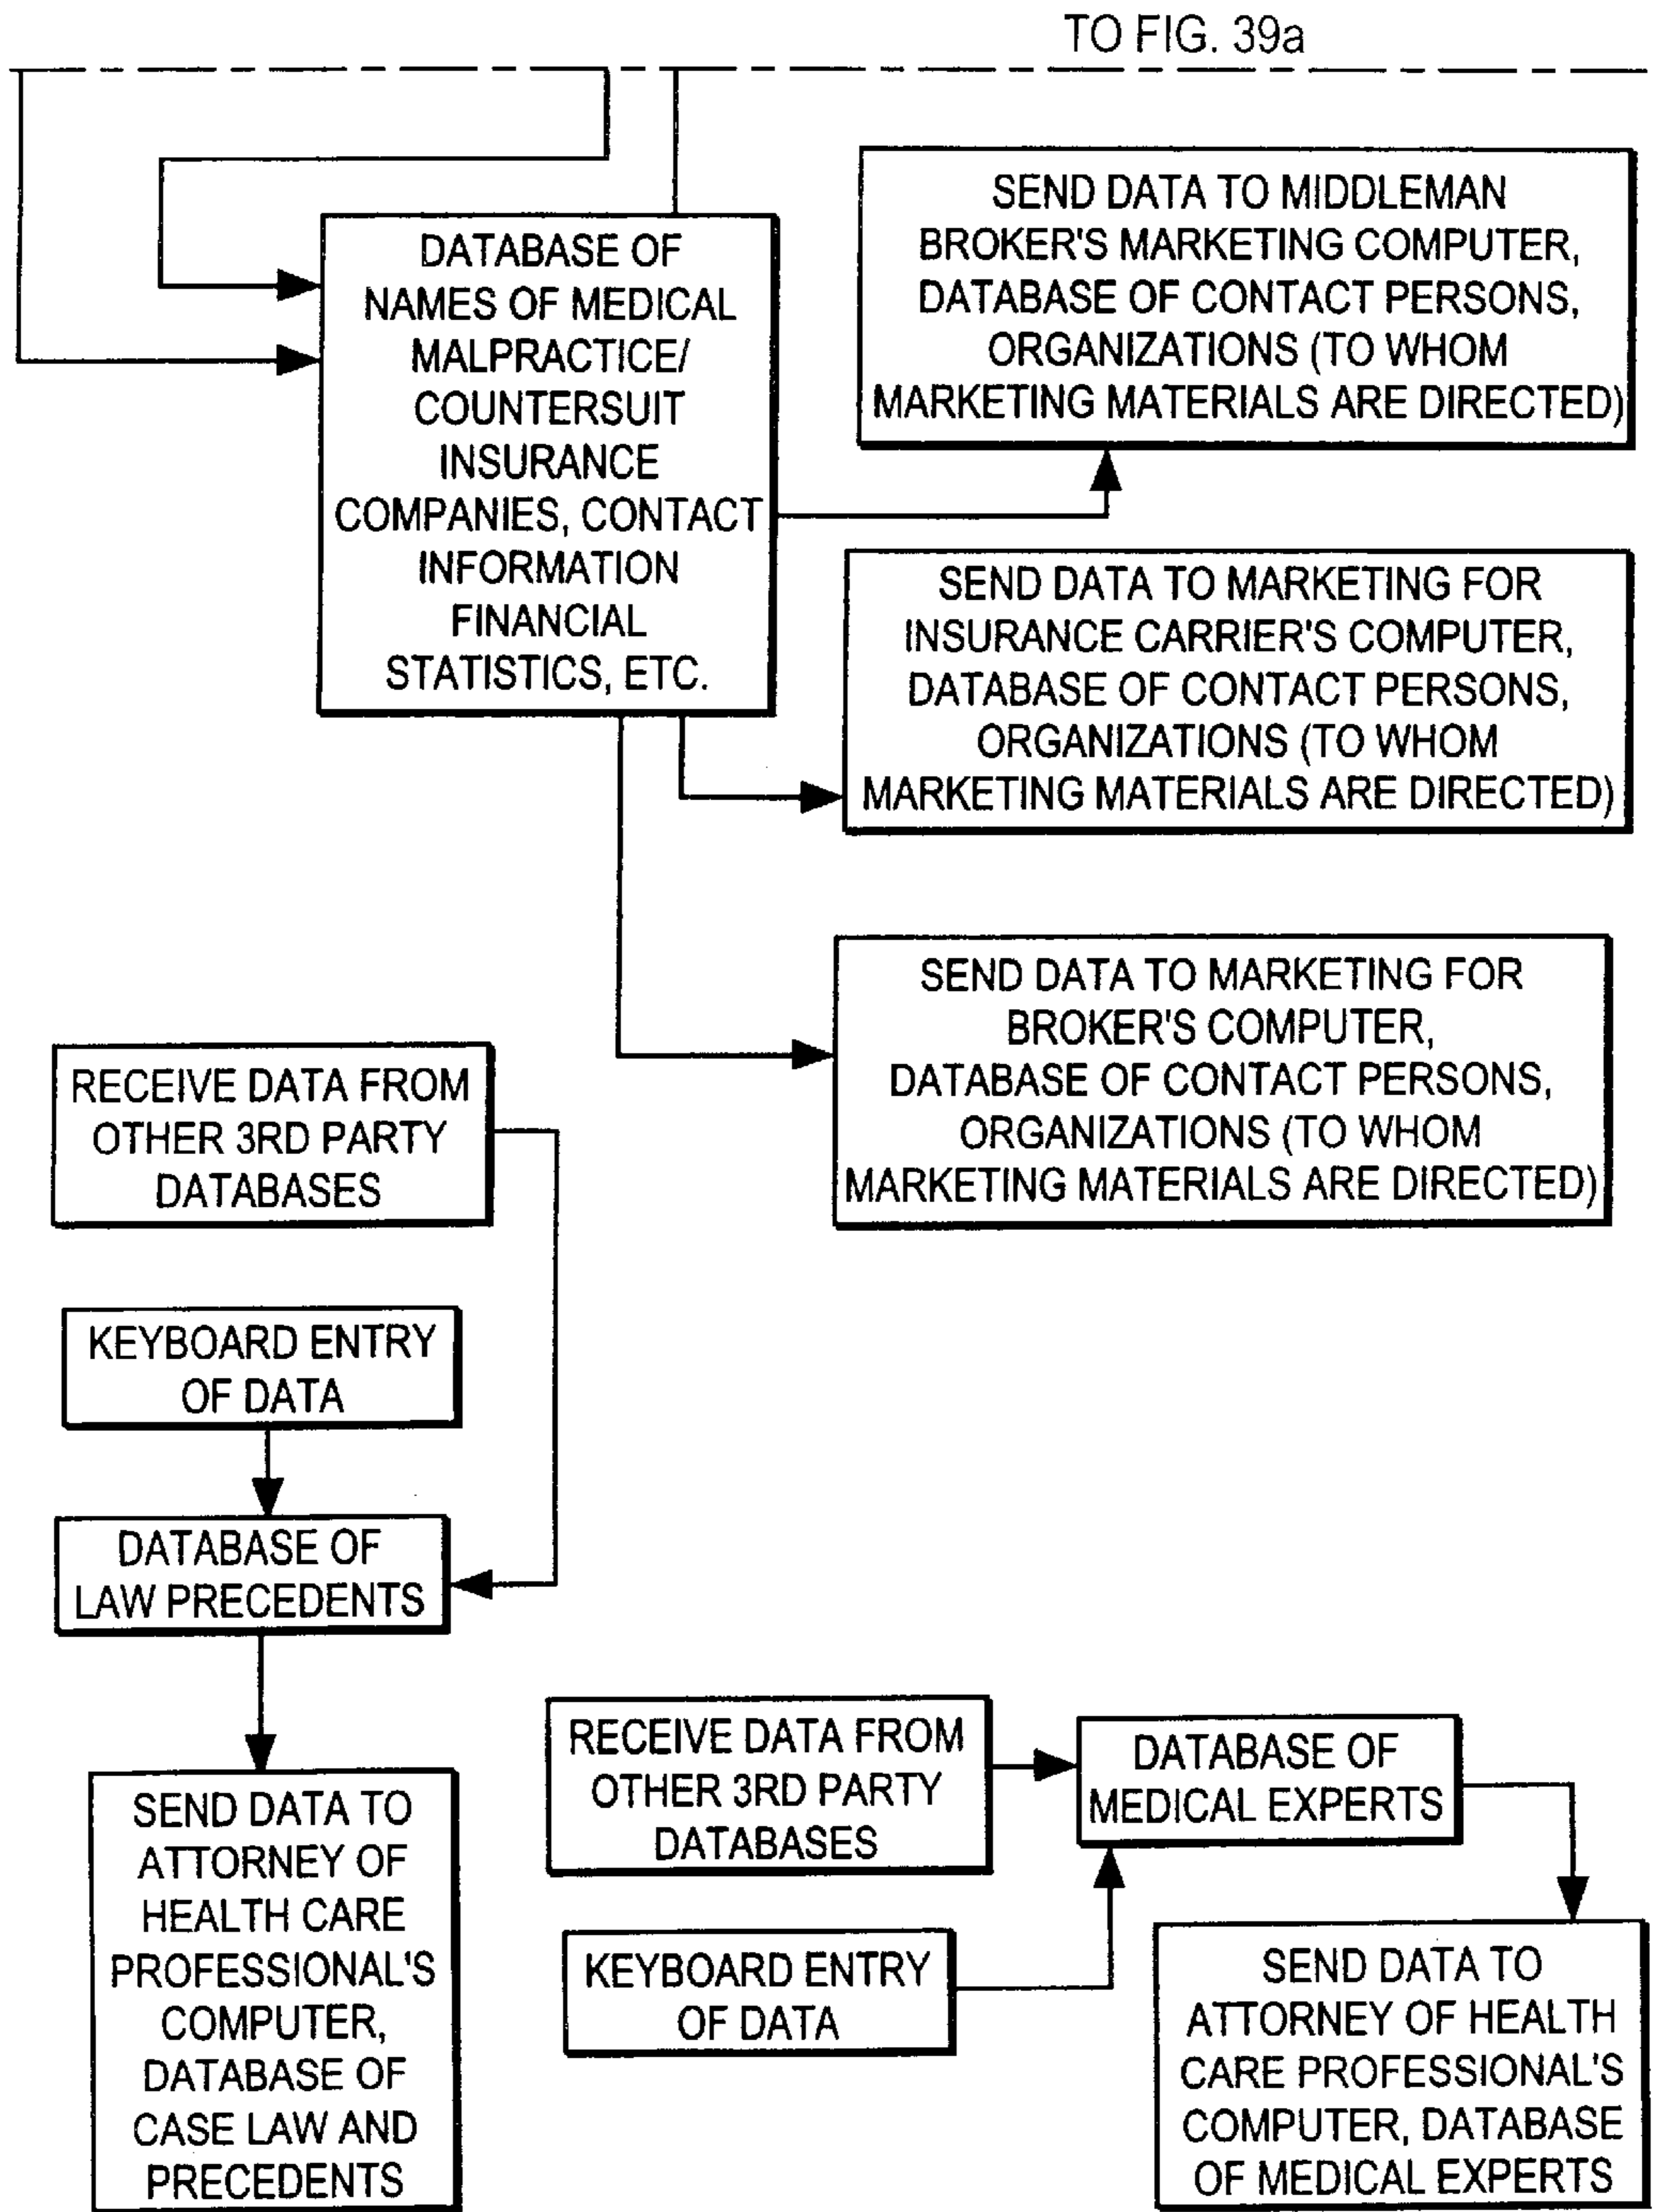 TO FIG. 39a
DATABASE OF
NAMES OF MEDICAL
MALPRACTICE/
COUNTERSUIT
INSURANCE
COMPANIES, CONTACT
INFORMATION
FINANCIAL
STATISTICS, ETC.
SEND DATA TO MIDDLEMAN
BROKER'S MARKETING COMPUTER,
DATABASE OF CONTACT PERSONS,
ORGANIZATIONS (TO WHOM
MARKETING MATERIALS ARE DIRECTED)
SEND DATA TO MARKETING FOR
INSURANCE CARRIER'S COMPUTER,
DATABASE OF CONTACT PERSONS,
ORGANIZATIONS (TO WHOM
MARKETING MATERIALS ARE DIRECTED)
SEND DATA TO MARKETING FOR
BROKER'S COMPUTER,
DATABASE OF CONTACT PERSONS,
ORGANIZATIONS (TO WHOM
MARKETING MATERIALS ARE DIRECTED)
RECEIVE DATA FROM
OTHER 3RD PARTY
DATABASES
KEYBOARD ENTRY
OF DATA
DATABASE OF
LAW PRECEDENTS
SEND DATA TO
ATTORNEY OF
HEALTH CARE
PROFESSIONAL'S
COMPUTER,
DATABASE OF
CASE LAW AND
PRECEDENTS
RECEIVE DATA FROM
OTHER 3RD PARTY
DATABASES
KEYBOARD ENTRY
OF DATA
DATABASE OF
MEDICAL EXPERTS
SEND DATA TO
ATTORNEY OF HEALTH
CARE PROFESSIONAL'S
COMPUTER, DATABASE
OF MEDICAL EXPERTS